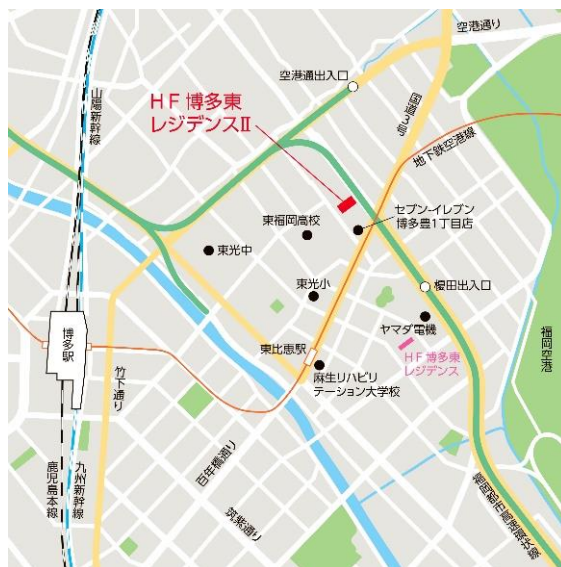 空港通り
空港通出入口
山陽新幹線
国道3号
HF 博多東
レジデンスⅡ
地下鉄空港線
セブン-イレブン
博多豊1丁目店
東福岡高校
東光中
榎田出入口
東光小
ヤマダ電機
博多駅
東比恵駅
HF 博多東
レジデンス
福岡空港
竹下通り
麻生リハビリ
テーション大学校
百年橋通り
鹿児島本線
九州新幹線
筑紫通り
福岡都市高速環状線